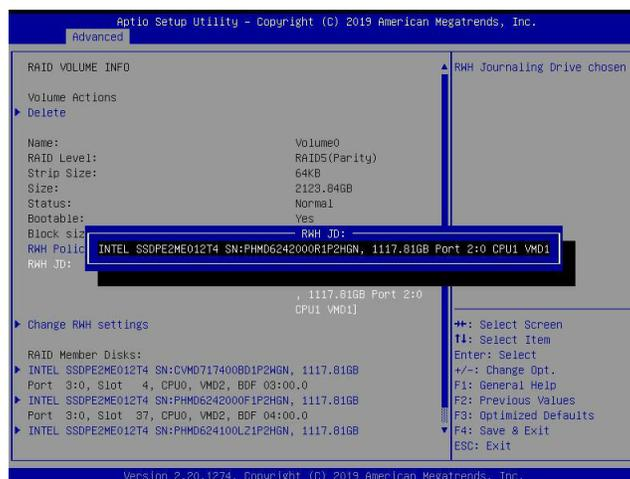 Aptio Setup Utility – Copyright (C) 2019 American Megatrends, Inc.
Advanced
RAID VOLUME INFO
RWH Journaling Drive chosen
Volume Actions
Delete
Name: Volume0
RAID Level: RAID5(Parity)
Strip Size: 64KB
Size: 2123.84GB
Status: Normal
Bootable: Yes
Block siz
RWH JD:
RWH Polic
INTEL SSDPE2ME012T4 SN:PHMD6242000R1P2HGN, 1117.81GB Port 2:0 CPU1 VMD1
RWH JD:
, 1117.81GB Port 2:0
CPU1 VMD1]
Change RWH settings
RAID Member Disks:
INTEL SSDPE2ME012T4 SN:CVMD717400BD1P2WGN, 1117.81GB
Port 3:0, Slot 4, CPU0, VMD2, BDF 03:00.0
INTEL SSDPE2ME012T4 SN:PHMD6242000F1P2HGN, 1117.81GB
Port 3:0, Slot 37, CPU0, VMD2, BDF 04:00.0
INTEL SSDPE2ME012T4 SN:PHMD624100LZ1P2HGN, 1117.81GB
→←: Select Screen
↑↓: Select Item
Enter: Select
+/-: Change Opt.
F1: General Help
F2: Previous Values
F3: Optimized Defaults
F4: Save & Exit
ESC: Exit
Version 2.20.1274. Copyright (C) 2019 American Megatrends, Inc.